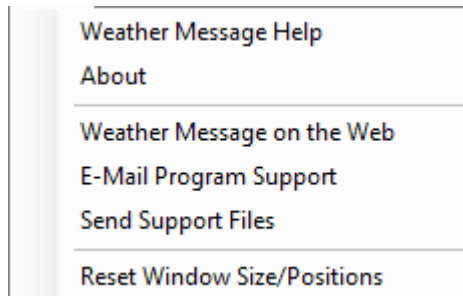 Weather Message Help
About
Weather Message on the Web
E-Mail Program Support
Send Support Files
Reset Window Size/Positions